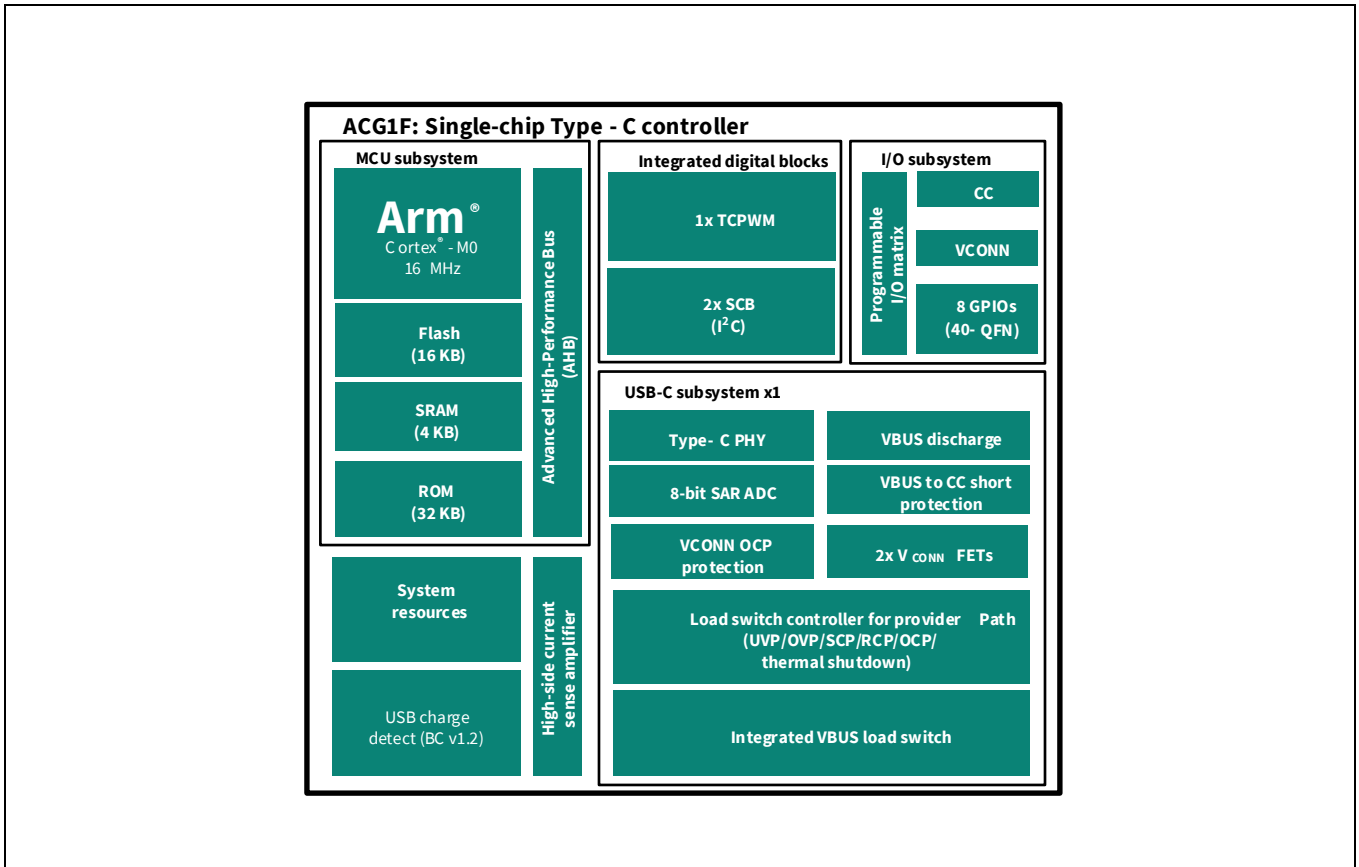 ACG1F: Single-chip Type - C controller
MCU subsystem
Arm®
Cortex® - M0
16 MHz
Flash
(16 KB)
SRAM
(4 KB)
ROM
(32 KB)
Advanced High-Performance Bus
(AHB)
Integrated digital blocks
1x TCPWM
2x SCB
(I²C)
I/O subsystem
Programmable
I/O matrix
CC
VCONN
8 GPIOs
(40- QFN)
System
resources
USB charge
detect (BC v1.2)
High-side current
sense amplifier
USB-C subsystem x1
Type- C PHY
VBUS discharge
8-bit SAR ADC
VBUS to CC short
protection
VCONN OCP
protection
2x V CONN FETs
Load switch controller for provider Path
(UVP/OVP/SCP/RCP/OCP/
thermal shutdown)
Integrated VBUS load switch